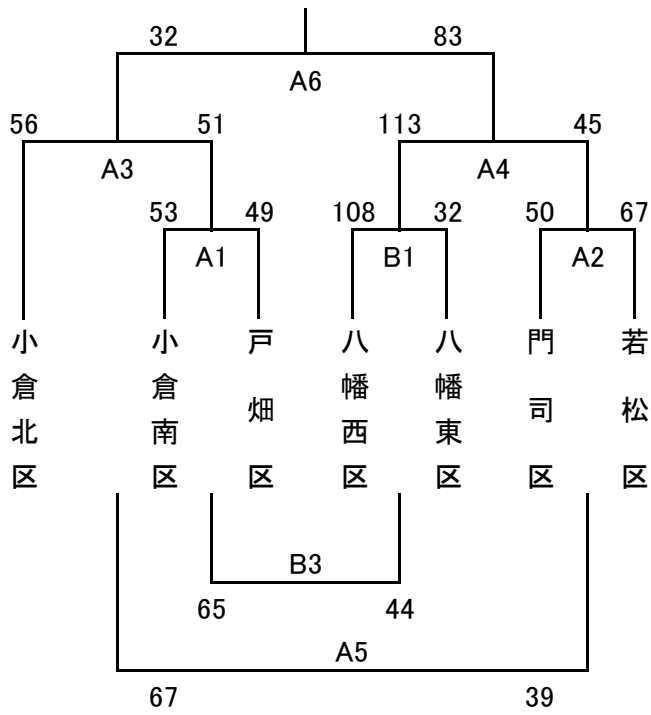 32 83
A6
56 51 113 45
A3 A4
53 49 108 32 50 67
A1 B1 A2
小倉北区
小倉南区
戸畑区
八幡西区
八幡東区
門司区
若松区
B3
65 44
A5
67 39